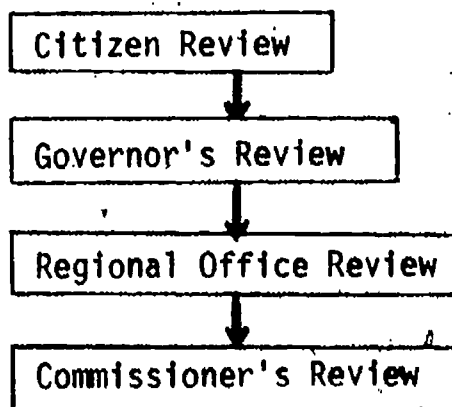 Citizen Review
Governor's Review
Regional Office Review
Commissioner's Review